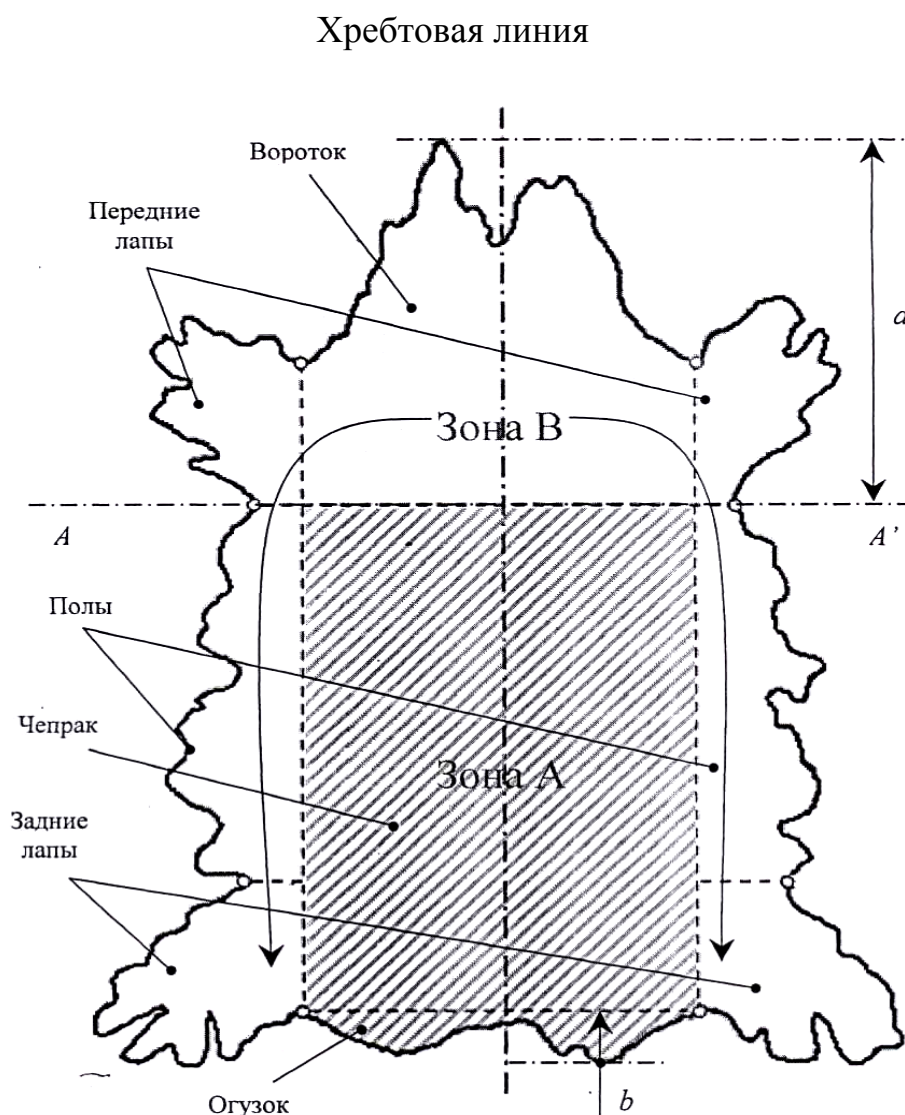 Хребтовая линия
Вороток
Передние
лапы
a
Зона В
A
A’
Полы
Чепрак
Зона А
Задние
лапы
Огузок
b